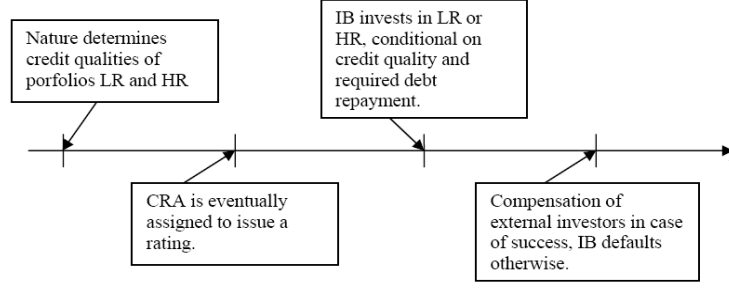 Nature determines
credit qualities of
porfolios LR and HR
IB invests in LR or
HR, conditional on
credit quality and
required debt
repayment.
CRA is eventually
assigned to issue a
rating.
Compensation of
external investors in case
of success, IB defaults
otherwise.